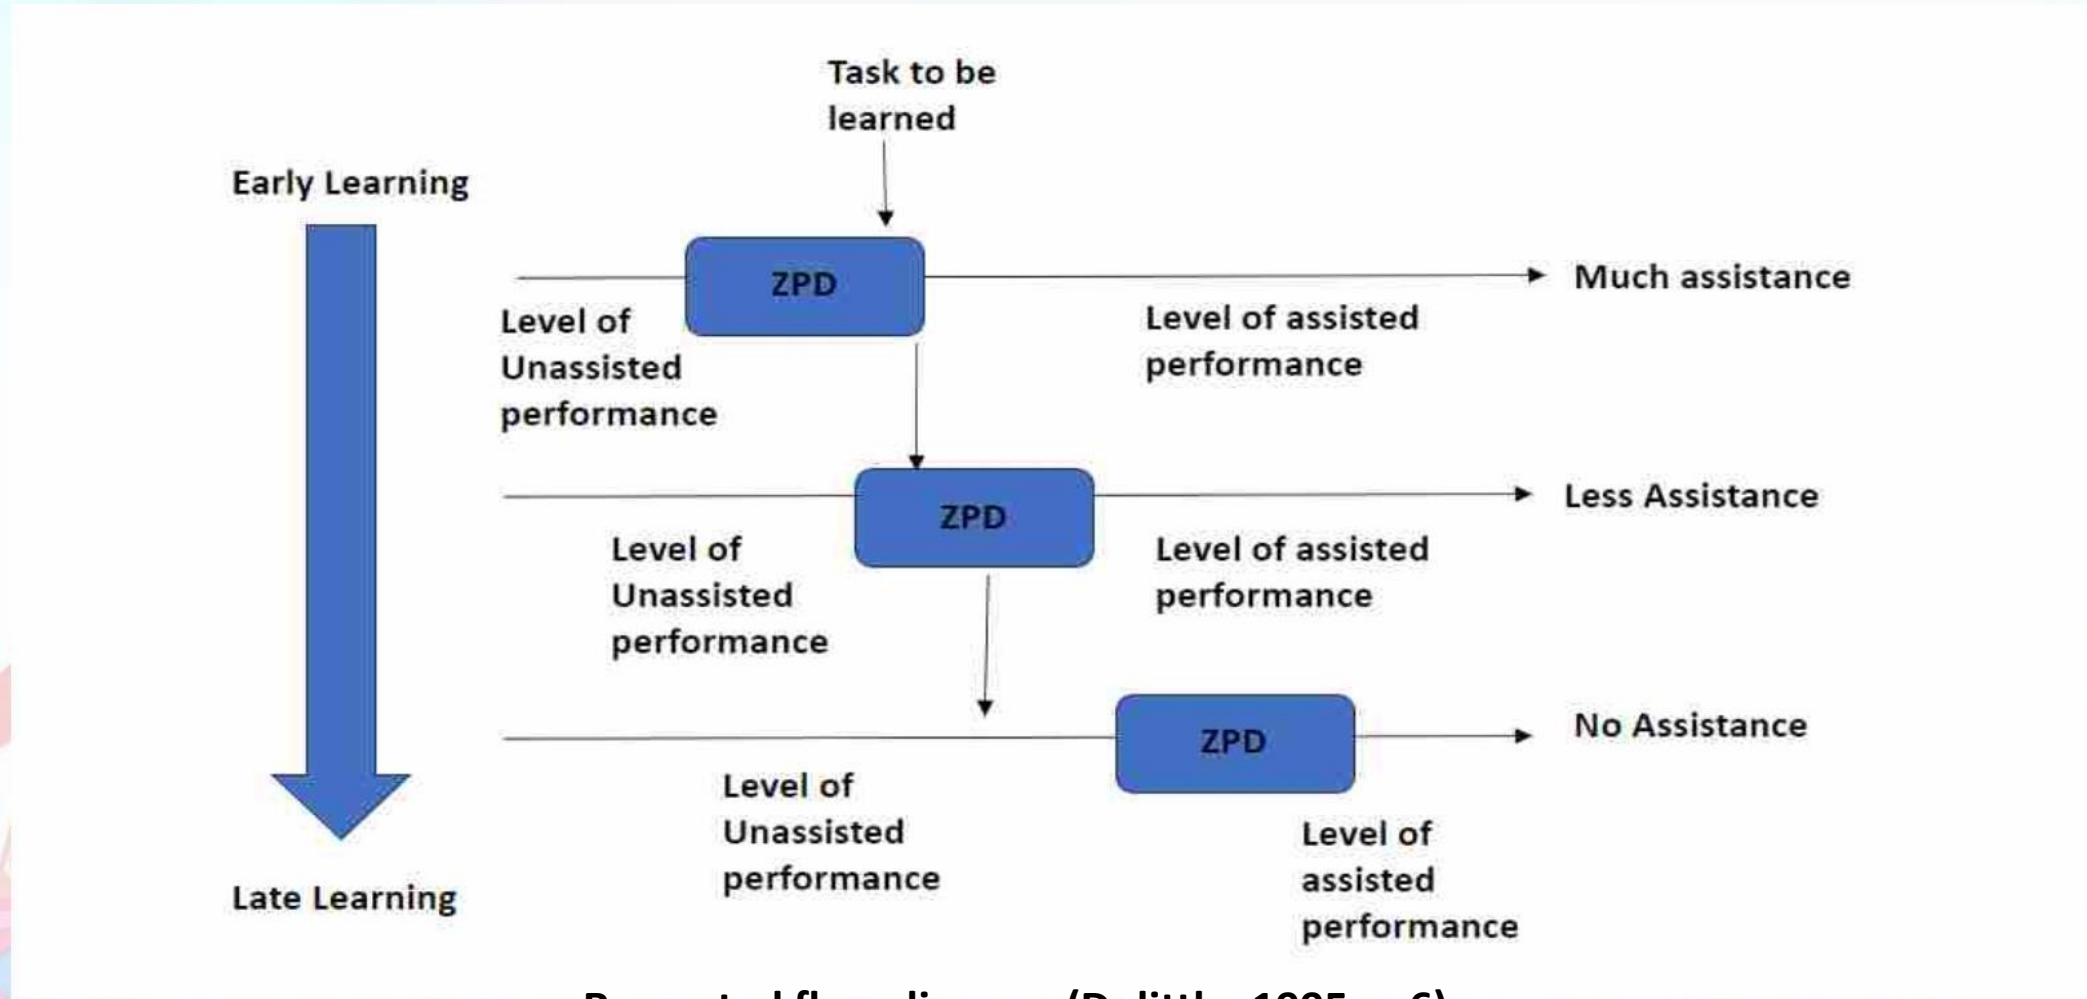 Task to be
learned
Early Learning
ZPD
Much assistance
Level of
Unassisted
performance
Level of assisted
performance
ZPD
Less Assistance
Level of
Unassisted
performance
Level of assisted
performance
ZPD
No Assistance
Level of
Unassisted
performance
Level of
assisted
performance
Late Learning